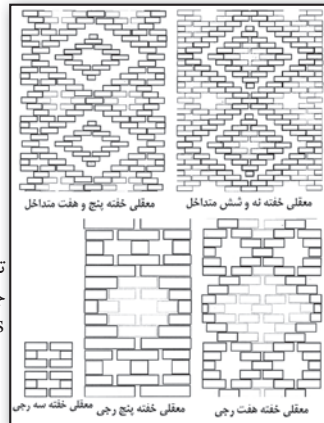 معقلی خفته نه و شش متداخل
معقلی خفته پنج و هفت متداخل
معقلی خفته هفت رجی
معقلی خفته پنج رجی
معقلی خفته سه رجی